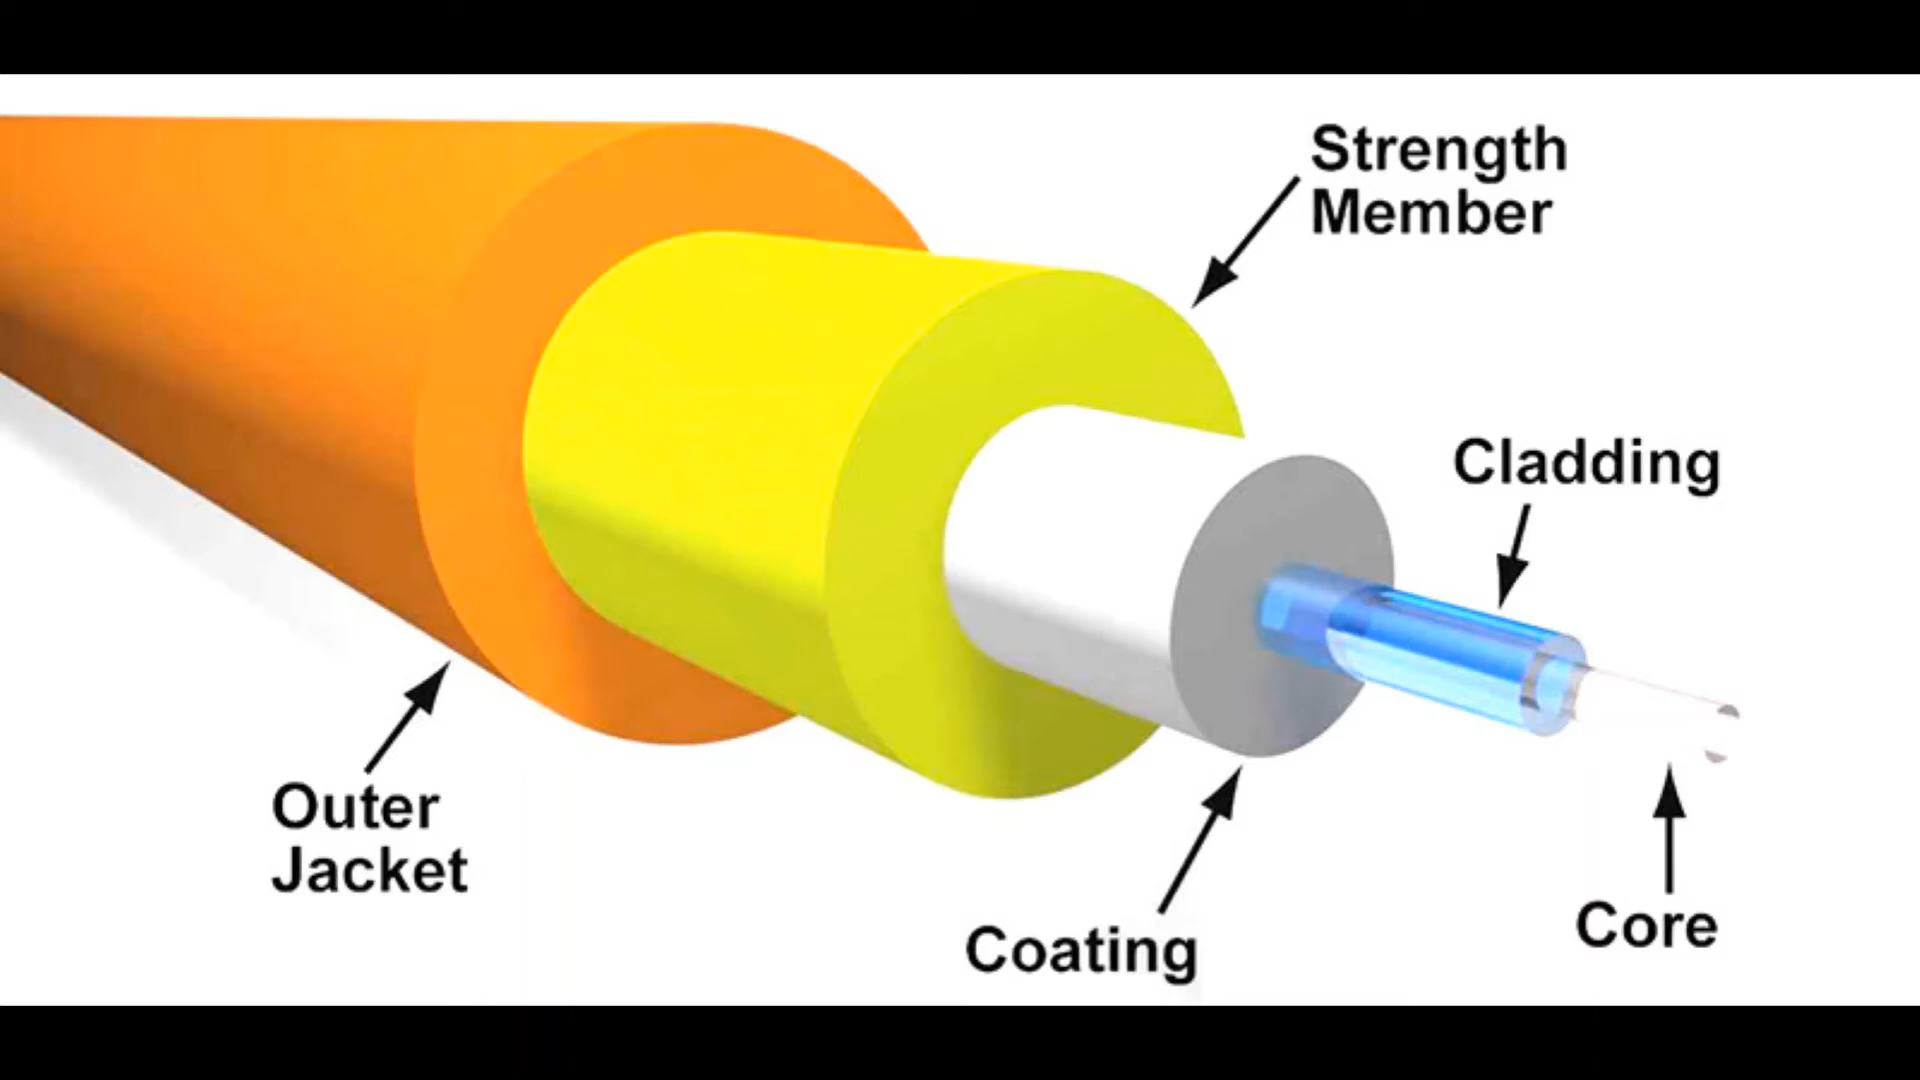 Strength
Member
Cladding
Outer
Jacket
Coating
Core